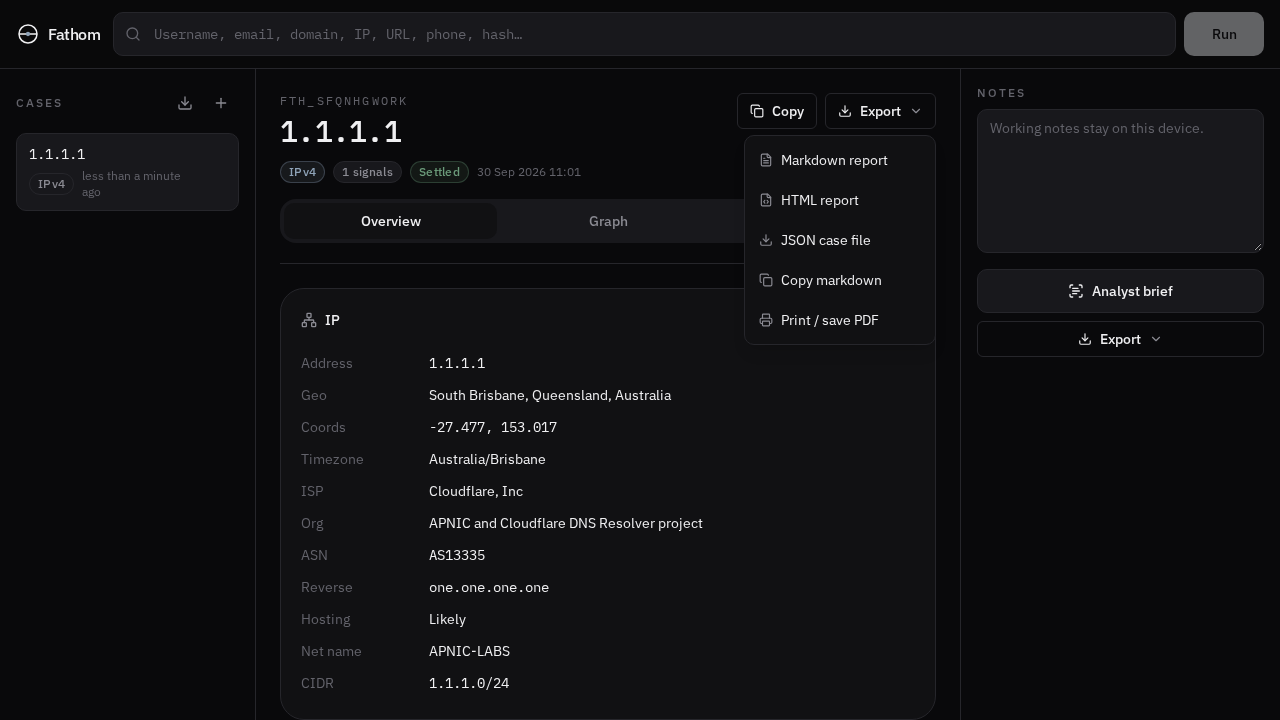 Fathom
Username, email, domain, IP, URL, phone, hash…
Run
CASES
1.1.1.1
IPv4
less than a minute
ago
FTH_SFQNHGWORK
1.1.1.1
IPv4
1 signals
Settled
30 Sep 2026 11:01
Copy
Export
Markdown report
HTML report
JSON case file
Copy markdown
Print / save PDF
Overview
Graph
IP
Address 1.1.1.1
Geo South Brisbane, Queensland, Australia
Coords -27.477, 153.017
Timezone Australia/Brisbane
ISP Cloudflare, Inc
Org APNIC and Cloudflare DNS Resolver project
ASN AS13335
Reverse one.one.one.one
Hosting Likely
Net name APNIC-LABS
CIDR 1.1.1.0/24
NOTES
Working notes stay on this device.
Analyst brief
Export